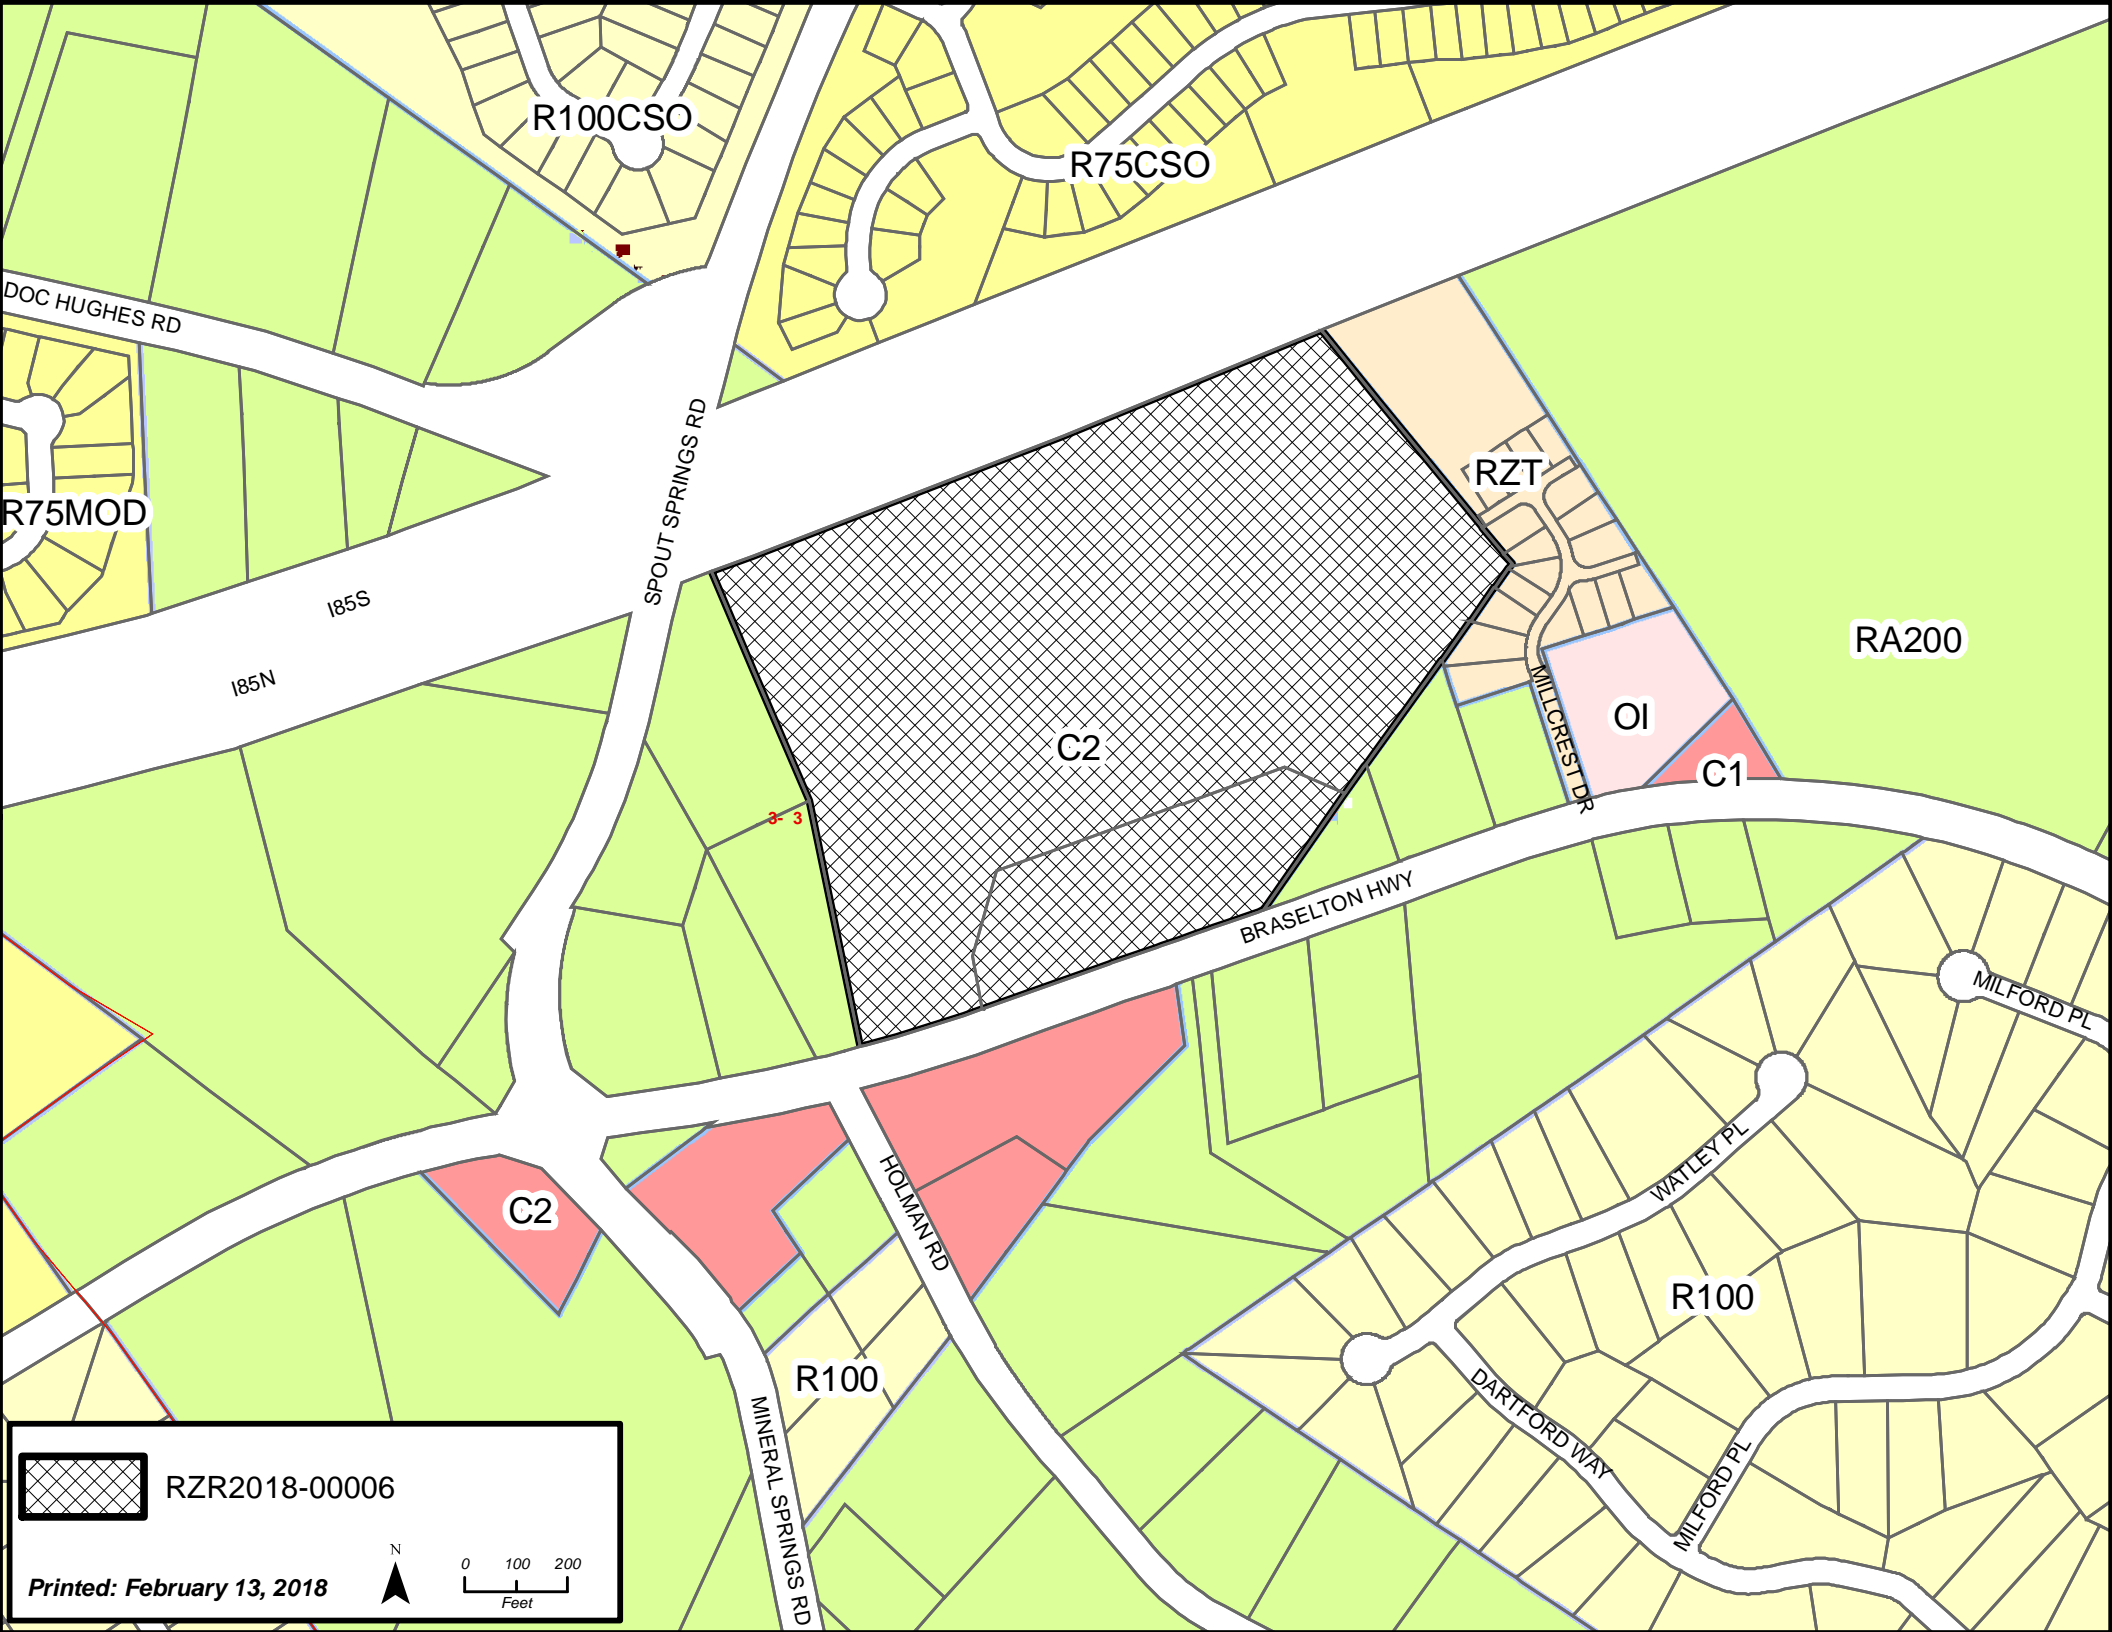 R100CSO
R75CSO
DOC HUGHES RD
R75MOD
SPOUT SPRINGS RD
I85S
I85N
RZT
RA200
MILLCREST DR
OI
C1
C2
3- 3
BRASELTON HWY
MILFORD PL
WATLEY PL
HOLMAN RD
C2
R100
R100
DARTFORD WAY
MILFORD PL
MINERAL SPRINGS RD
RZR2018-00006
N
0 100 200
Feet
Printed: February 13, 2018